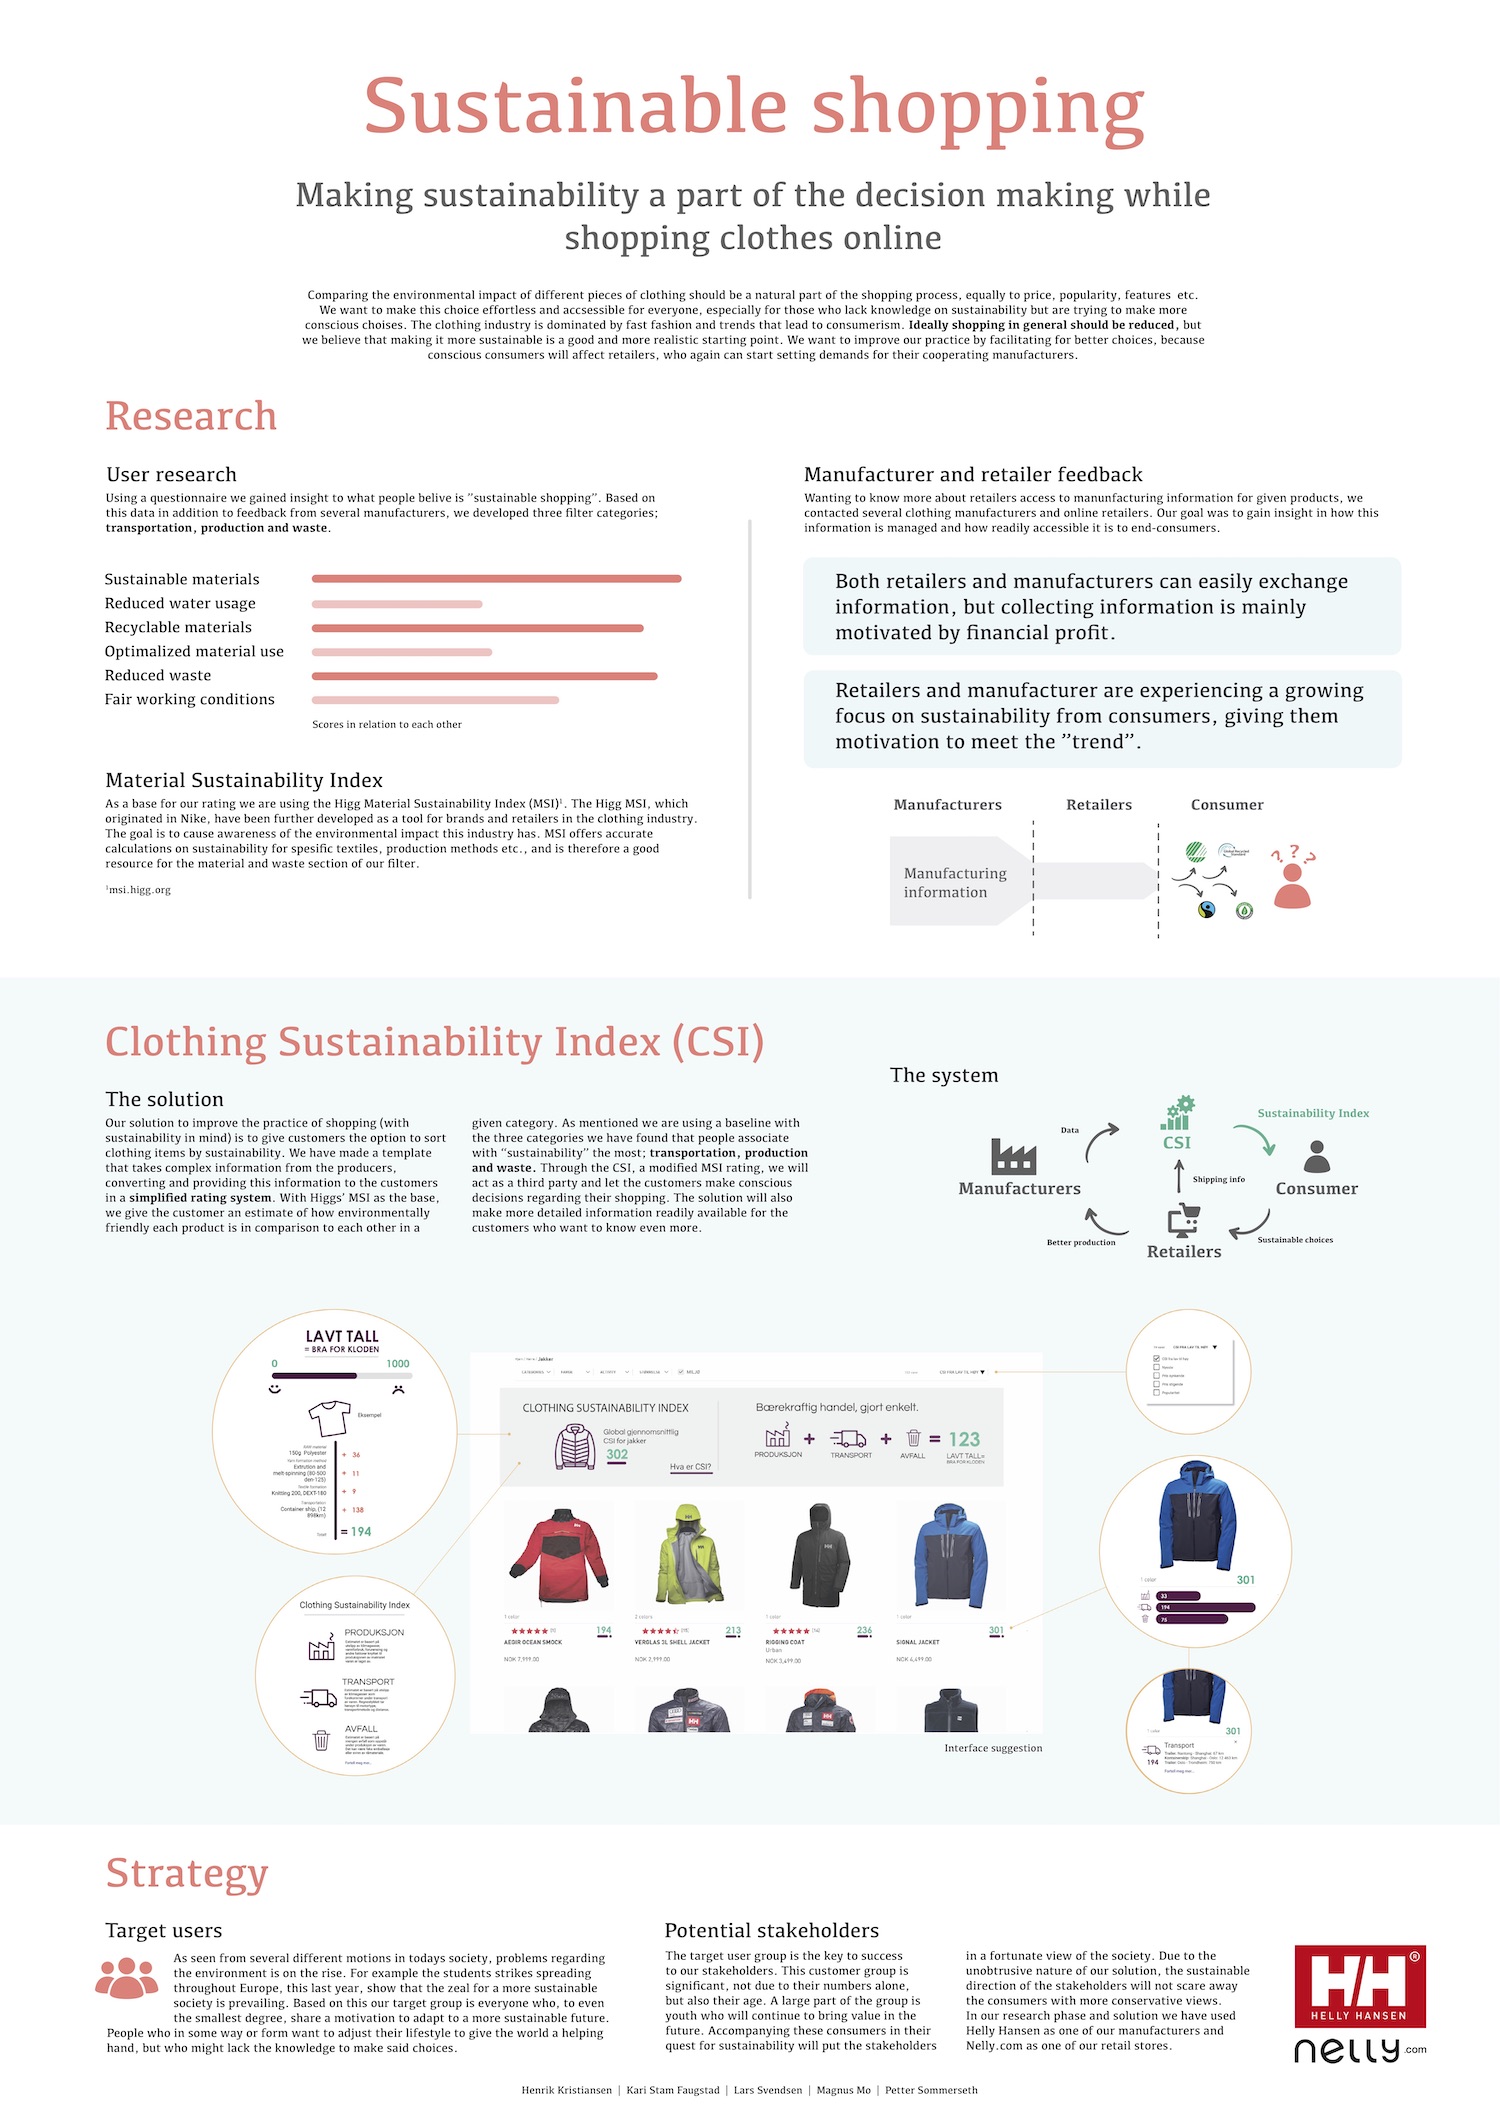 Sustainable shopping
Making sustainability a part of the decision making while
shopping clothes online
Comparing the environmental impact of different pieces of clothing should be a natural part of the shopping process, equally to price, popularity, features etc.
We want to make this choice effortless and accsessible for everyone, especially for those who lack knowledge on sustainability but are trying to make more
conscious choises. The clothing industry is dominated by fast fashion and trends that lead to consumerism. Ideally shopping in general should be reduced, but
we believe that making it more sustainable is a good and more realistic starting point. We want to improve our practice by facilitating for better choices, because
conscious consumers will affect retailers, who again can start setting demands for their cooperating manufacturers.
Research
User research
Using a questionnaire we gained insight to what people belive is ”sustainable shopping”. Based on
this data in addition to feedback from several manufacturers, we developed three filter categories;
transportation, production and waste.
Sustainable materials
Reduced water usage
Recyclable materials
Optimalized material use
Reduced waste
Fair working conditions
Scores in relation to each other
Material Sustainability Index
As a base for our rating we are using the Higg Material Sustainability Index (MSI)¹. The Higg MSI, which
originated in Nike, have been further developed as a tool for brands and retailers in the clothing industry.
The goal is to cause awareness of the environmental impact this industry has. MSI offers accurate
calculations on sustainability for spesific textiles, production methods etc., and is therefore a good
resource for the material and waste section of our filter.
¹msi.higg.org
Manufacturer and retailer feedback
Wanting to know more about retailers access to manunfacturing information for given products, we
contacted several clothing manufacturers and online retailers. Our goal was to gain insight in how this
information is managed and how readily accessible it is to end-consumers.
Both retailers and manufacturers can easily exchange
information, but collecting information is mainly
motivated by financial profit.
Retailers and manufacturer are experiencing a growing
focus on sustainability from consumers, giving them
motivation to meet the ”trend”.
Manufacturers Retailers Consumer
Manufacturing
information
? ? ?
Clothing Sustainability Index (CSI)
The solution
Our solution to improve the practice of shopping (with
sustainability in mind) is to give customers the option to sort
clothing items by sustainability. We have made a template
that takes complex information from the producers,
converting and providing this information to the customers
in a simplified rating system. With Higgs’ MSI as the base,
we give the customer an estimate of how environmentally
friendly each product is in comparison to each other in a
given category. As mentioned we are using a baseline with
the three categories we have found that people associate
with “sustainability” the most; transportation, production
and waste. Through the CSI, a modified MSI rating, we will
act as a third party and let the customers make conscious
decisions regarding their shopping. The solution will also
make more detailed information readily available for the
customers who want to know even more.
The system
Data
CSI
Sustainability Index
Manufacturers
Shipping info
Consumer
Better production
Retailers
Sustainable choices
LAVT TALL
= BRA FOR KLODEN
0 1000
Eksempel
150g Polyester + 36
Extrution and
melt-spinning (80-500
den-125) + 11
Knitting 200, DEXT-180 + 9
Container ship, (12
898km) + 138
= 194
Clothing Sustainability Index
PRODUKSJON
TRANSPORT
AVFALL
Jakker
CLOTHING SUSTAINABILITY INDEX
Global gjennomsnittlig
CSI for jakker
302
Hva er CSI?
Bærekraftig handel, gjort enkelt.
PRODUKSJON + TRANSPORT + AVFALL = 123
LAVT TALL=
BRA FOR KLODEN
1 color
194
AEGIR OCEAN SMOCK
NOK 7,999.00
2 colors
213
VERGLAS 3L SHELL JACKET
NOK 2,999.00
1 color
236
RIGGING COAT
Urban
NOK 3,499.00
1 color
301
SIGNAL JACKET
NOK 4,499.00
Interface suggestion
1 color 301
33
194
75
1 color 301
Transport
194
Strategy
Target users
As seen from several different motions in todays society, problems regarding
the environment is on the rise. For example the students strikes spreading
throughout Europe, this last year, show that the zeal for a more sustainable
society is prevailing. Based on this our target group is everyone who, to even
the smallest degree, share a motivation to adapt to a more sustainable future.
People who in some way or form want to adjust their lifestyle to give the world a helping
hand, but who might lack the knowledge to make said choices.
Potential stakeholders
The target user group is the key to success
to our stakeholders. This customer group is
significant, not due to their numbers alone,
but also their age. A large part of the group is
youth who will continue to bring value in the
future. Accompanying these consumers in their
quest for sustainability will put the stakeholders
in a fortunate view of the society. Due to the
unobtrusive nature of our solution, the sustainable
direction of the stakeholders will not scare away
the consumers with more conservative views.
In our research phase and solution we have used
Helly Hansen as one of our manufacturers and
Nelly.com as one of our retail stores.
HH®
HELLY HANSEN
nelly.com
Henrik Kristiansen | Kari Stam Faugstad | Lars Svendsen | Magnus Mo | Petter Sommerseth